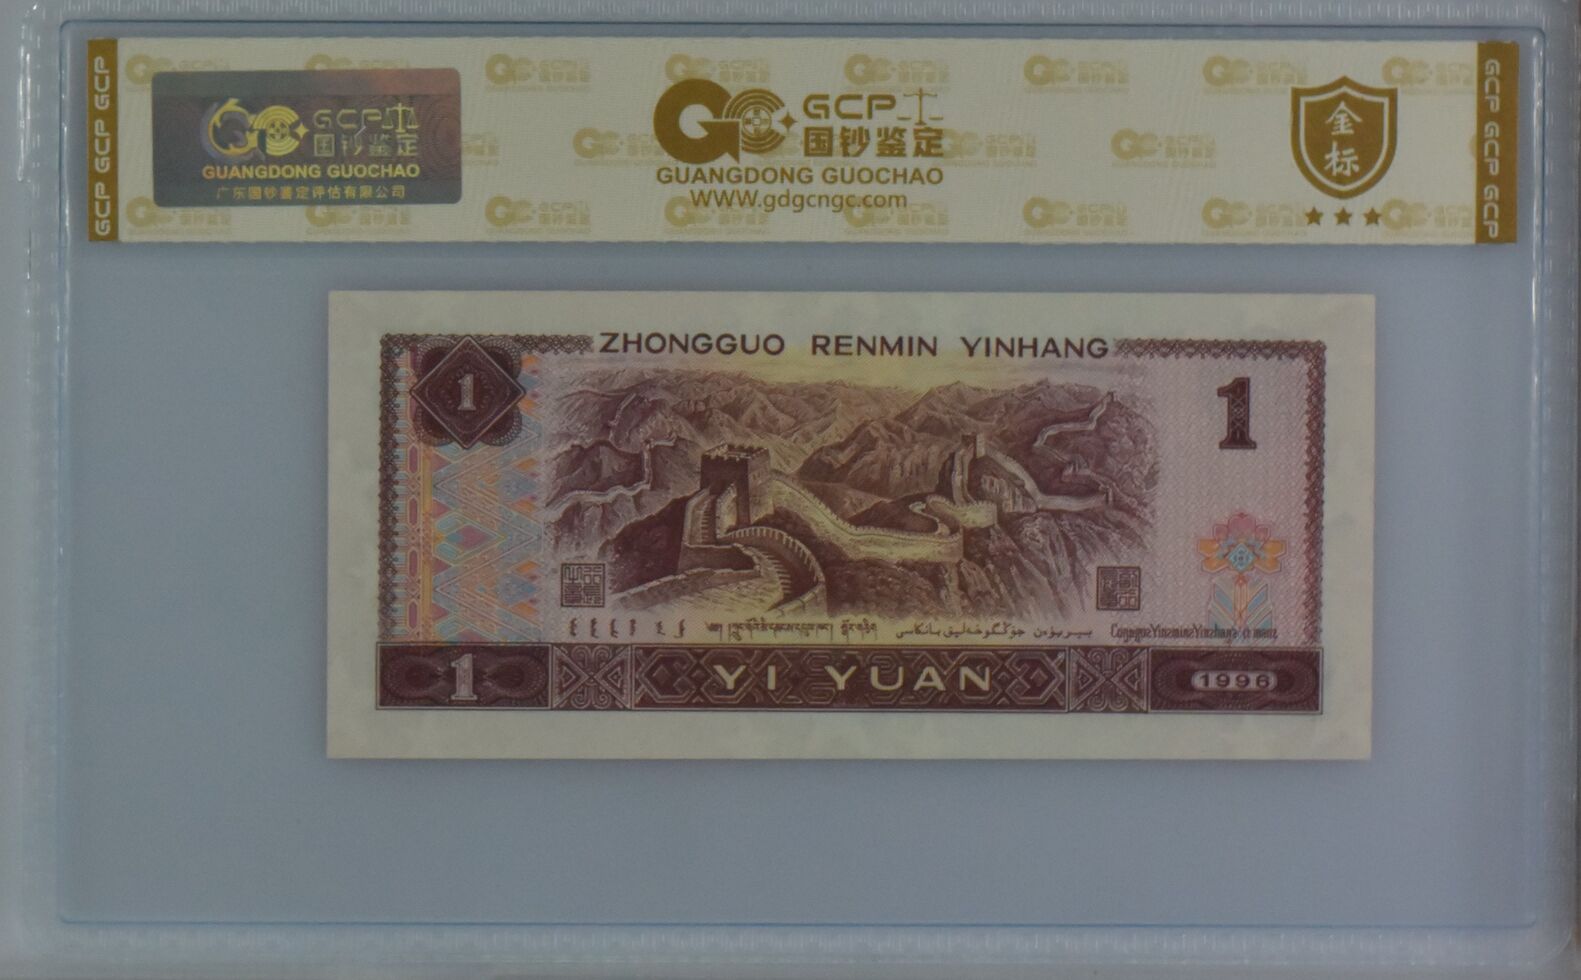 GCP GCP
GCP 国钞鉴定
GUANGDONG GUOCHAO
广东国钞鉴定评估有限公司
GCP
国钞鉴定
GUANGDONG GUOCHAO
WWW.gdgcngc.com
金标
GCP GCP GCP
ZHONGGUO RENMIN YINHANG
1
1
1
YI YUAN
1996